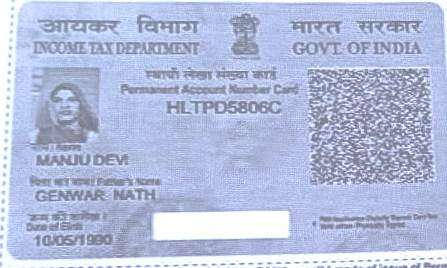 आयकर विभाग
INCOME TAX DEPARTMENT
भारत सरकार
GOVT. OF INDIA
स्थायी लेखा संख्या कार्ड
Permanent Account Number Card
HLTPD5806C
नाम / Name
MANJU DEVI
पिता का नाम / Father's Name
GENWAR NATH
जन्म की तारीख /
Date of Birth
10/05/1990